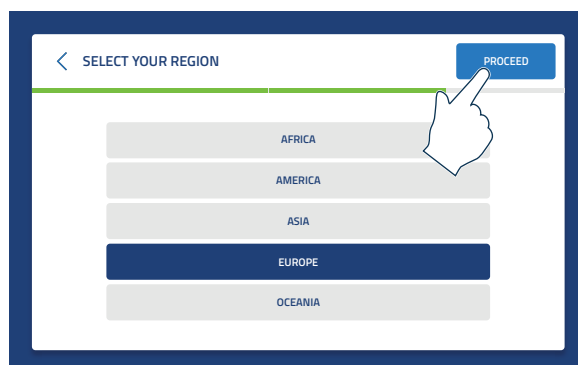 SELECT YOUR REGION
PROCEED
AFRICA
AMERICA
ASIA
EUROPE
OCEANIA